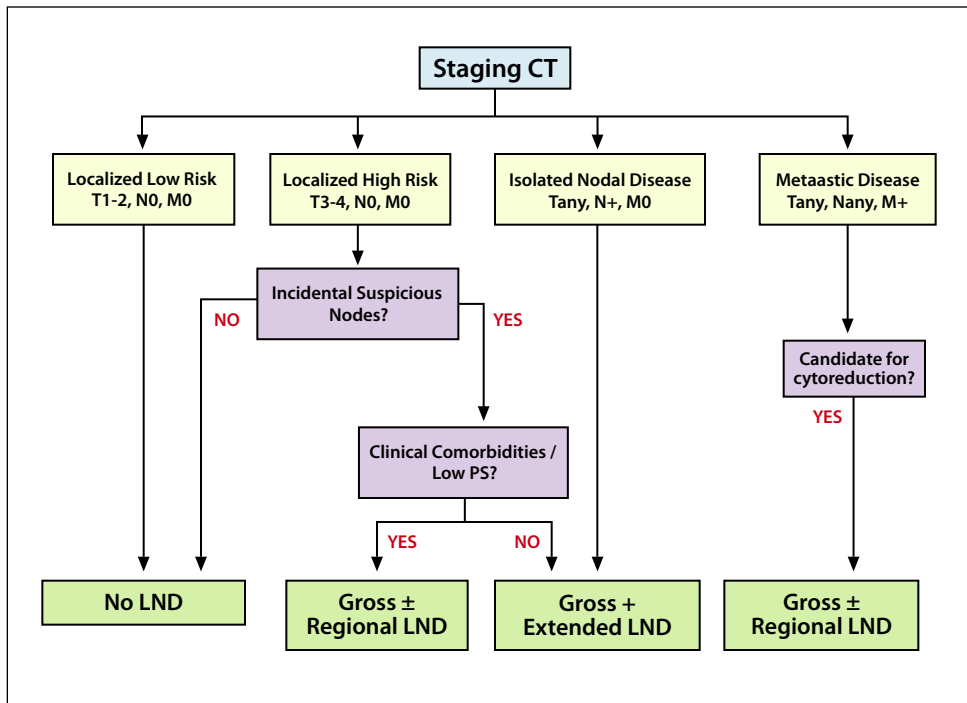 Staging CT
Localized Low Risk
T1-2, N0, M0
Localized High Risk
T3-4, N0, M0
Isolated Nodal Disease
Tany, N+, M0
Metaastic Disease
Tany, Nany, M+
Incidental Suspicious
Nodes?
NO
YES
Candidate for
cytoreduction?
YES
Clinical Comorbidities /
Low PS?
YES
NO
No LND
Gross ±
Regional LND
Gross +
Extended LND
Gross ±
Regional LND